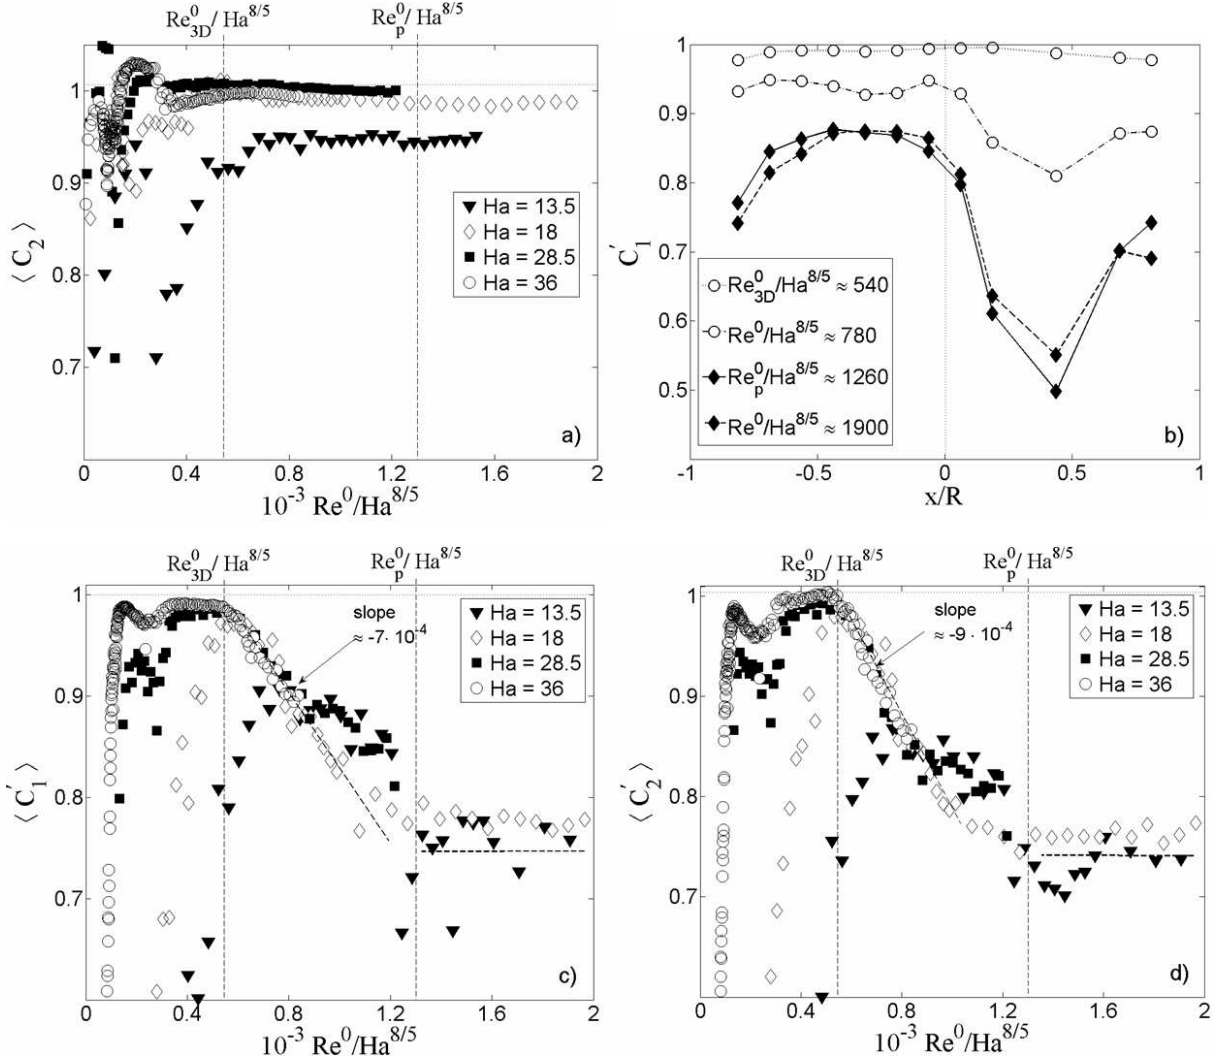 Re⁰3D/ Ha^8/5 Re⁰p/ Ha^8/5
1
0.9
0.8
0.7
⟨ C2 ⟩
Ha = 13.5
Ha = 18
Ha = 28.5
Ha = 36
a)
0 0.4 0.8 1.2 1.6 2
10^-3 Re⁰/Ha^8/5
1
0.9
0.8
0.7
0.6
0.5
C1′
Re⁰3D/Ha^8/5 ≈ 540
Re⁰/Ha^8/5 ≈ 780
Re⁰p/Ha^8/5 ≈ 1260
Re⁰/Ha^8/5 ≈ 1900
b)
-1 -0.5 0 0.5 1
x/R
Re⁰3D/ Ha^8/5 Re⁰p/ Ha^8/5
1
0.9
0.8
0.7
⟨ C1′ ⟩
slope
≈ -7· 10^-4
Ha = 13.5
Ha = 18
Ha = 28.5
Ha = 36
c)
0 0.4 0.8 1.2 1.6 2
10^-3 Re⁰/Ha^8/5
Re⁰3D/ Ha^8/5 Re⁰p/ Ha^8/5
1
0.9
0.8
0.7
⟨ C2′ ⟩
slope
≈ -9 · 10^-4
Ha = 13.5
Ha = 18
Ha = 28.5
Ha = 36
d)
0 0.4 0.8 1.2 1.6 2
10^-3 Re⁰/Ha^8/5